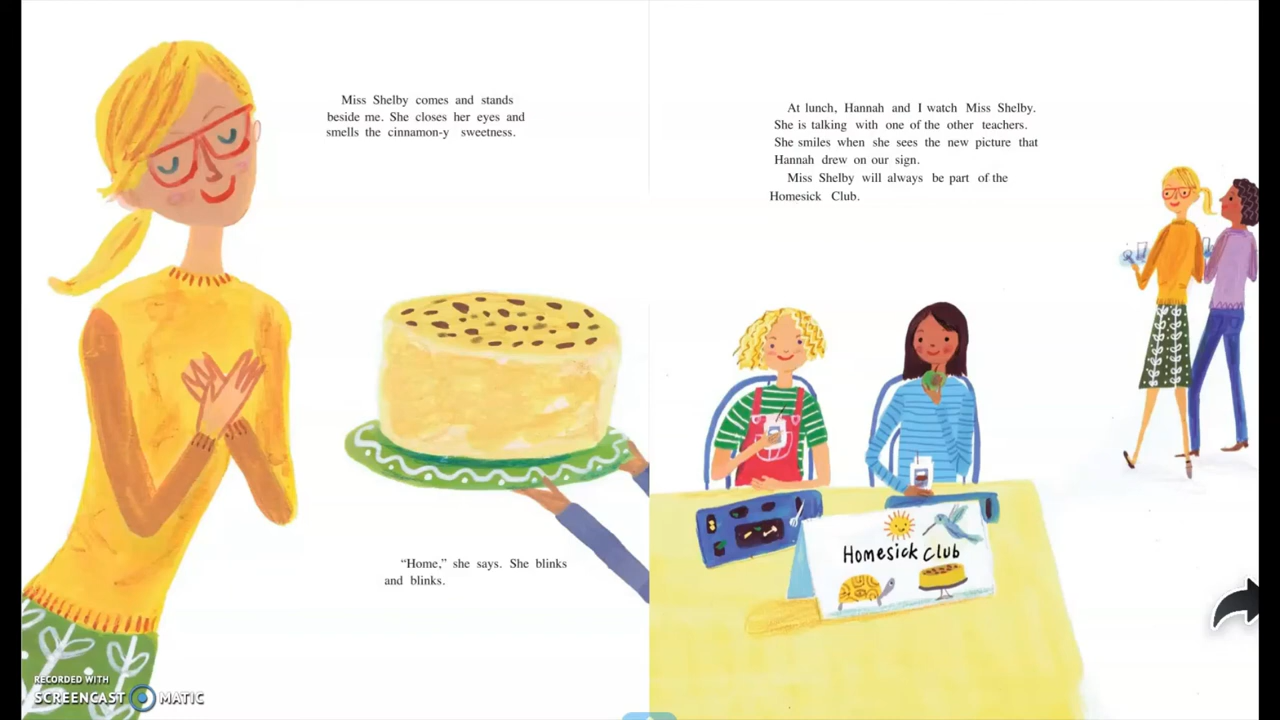 Miss Shelby comes and stands
beside me. She closes her eyes and
smells the cinnamon-y sweetness.
“Home,” she says. She blinks
and blinks.
At lunch, Hannah and I watch Miss Shelby.
She is talking with one of the other teachers.
She smiles when she sees the new picture that
Hannah drew on our sign.
Miss Shelby will always be part of the
Homesick Club.
Homesick Club
RECORDED WITH
SCREENCAST MATIC